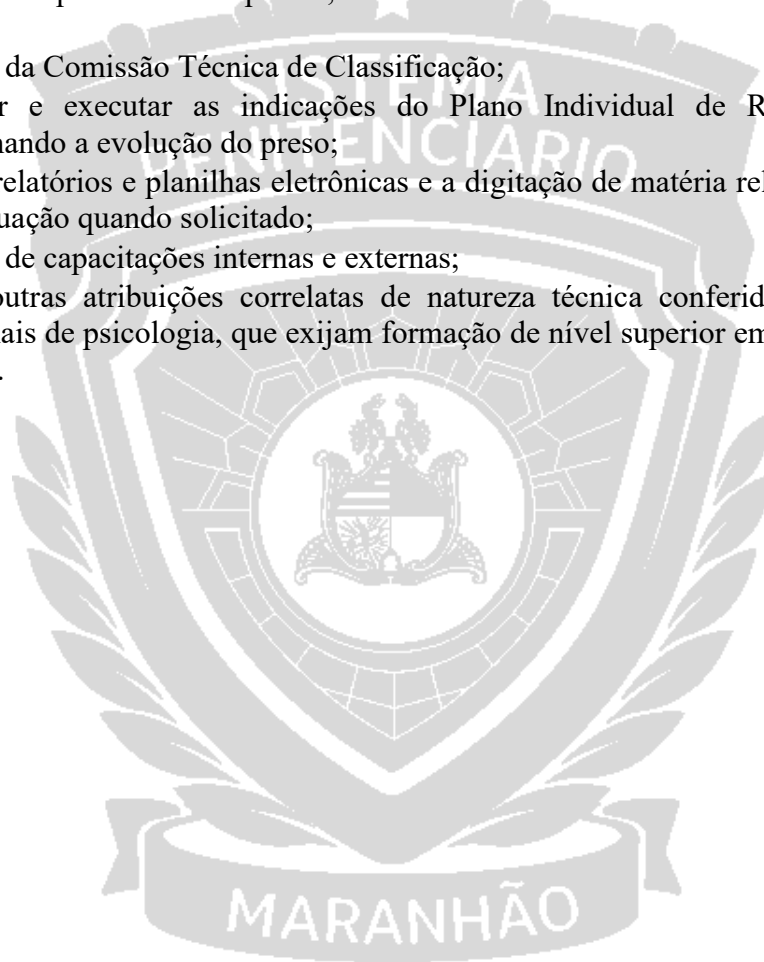 da Comissão Técnica de Classificação;
r e executar as indicações do Plano Individual de R
nando a evolução do preso;
relatórios e planilhas eletrônicas e a digitação de matéria rel
uação quando solicitado;
de capacitações internas e externas;
outras atribuições correlatas de natureza técnica conferid
ais de psicologia, que exijam formação de nível superior em
.
SISTEMA
PENITENCIÁRIO
MARANHÃO